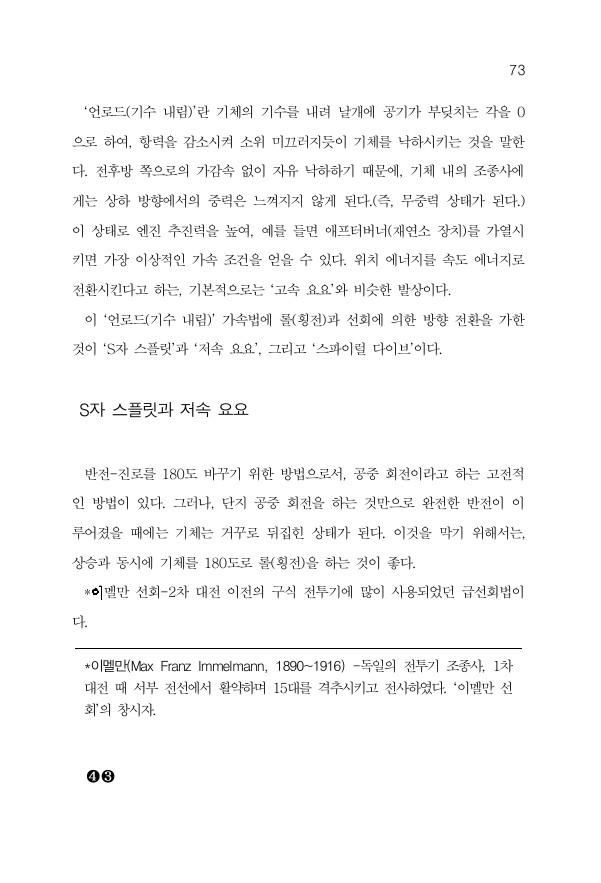 73
‘언로드(기수 내림)’란 기체의 기수를 내려 날개에 공기가 부딪치는 각을 0
으로 하여, 항력을 감소시켜 소위 미끄러지듯이 기체를 낙하시키는 것을 말한
다. 전후방 쪽으로의 가감속 없이 자유 낙하하기 때문에, 기체 내의 조종사에
게는 상하 방향에서의 중력은 느껴지지 않게 된다.(즉, 무중력 상태가 된다.)
이 상태로 엔진 추진력을 높여, 예를 들면 애프터버너(재연소 장치)를 가열시
키면 가장 이상적인 가속 조건을 얻을 수 있다. 위치 에너지를 속도 에너지로
전환시킨다고 하는, 기본적으로는 ‘고속 요요’와 비슷한 발상이다.
이 ‘언로드(기수 내림)’ 가속법에 롤(횡전)과 선회에 의한 방향 전환을 가한
것이 ‘S자 스플릿’과 ‘저속 요요’, 그리고 ‘스파이럴 다이브’이다.
S자 스플릿과 저속 요요
반전-진로를 180도 바꾸기 위한 방법으로서, 공중 회전이라고 하는 고전적
인 방법이 있다. 그러나, 단지 공중 회전을 하는 것만으로 완전한 반전이 이
루어졌을 때에는 기체는 거꾸로 뒤집힌 상태가 된다. 이것을 막기 위해서는,
상승과 동시에 기체를 180도로 롤(횡전)을 하는 것이 좋다.
*이멜만 선회-2차 대전 이전의 구식 전투기에 많이 사용되었던 급선회법이
다.
*이멜만(Max Franz Immelmann, 1890~1916) -독일의 전투기 조종사, 1차
대전 때 서부 전선에서 활약하며 15대를 격추시키고 전사하였다. ‘이멜만 선
회’의 창시자.
❹❸